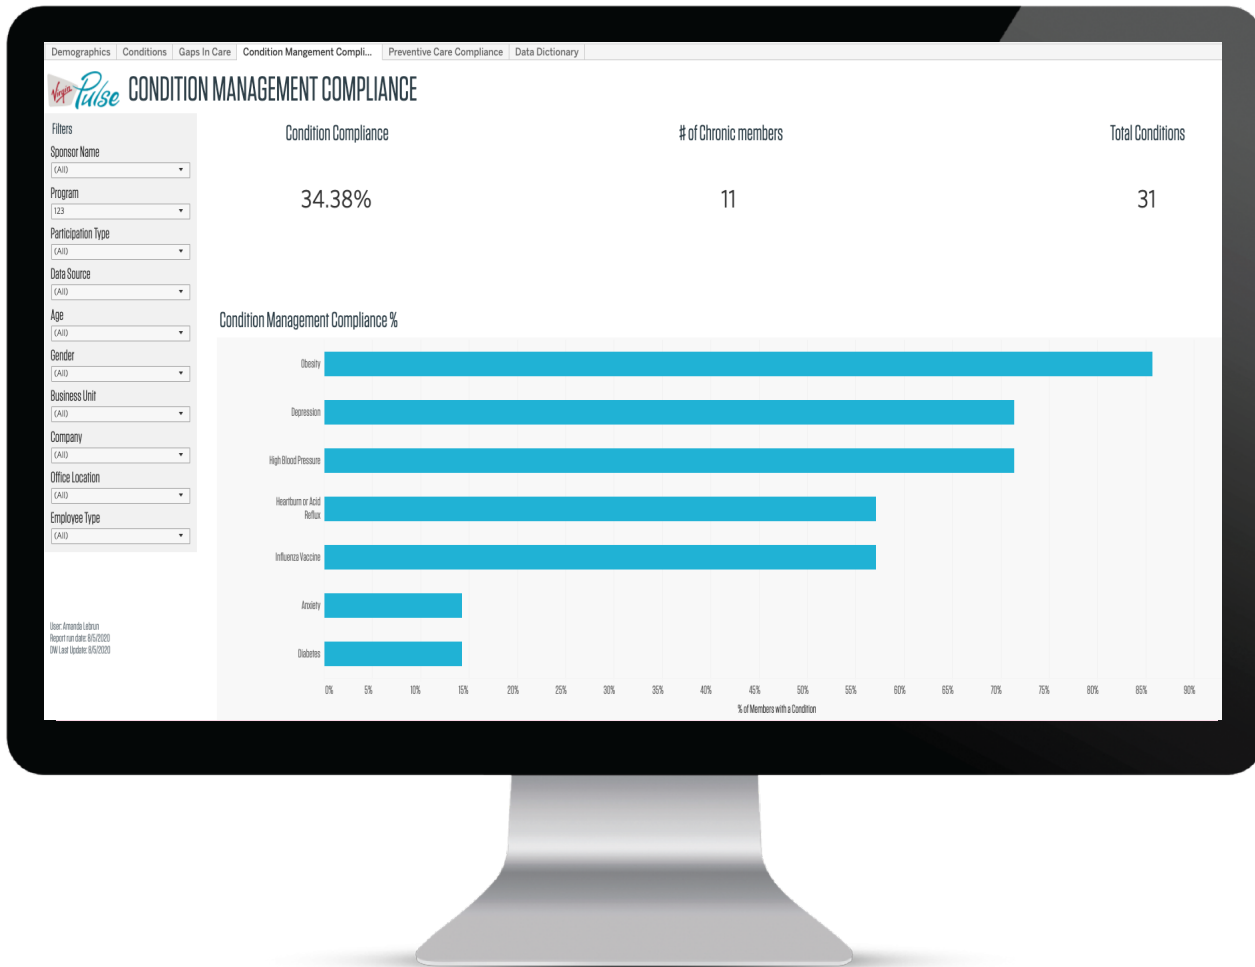 Demographics
Conditions
Gaps In Care
Condition Mangement Compli...
Preventive Care Compliance
Data Dictionary
Virgin Pulse CONDITION MANAGEMENT COMPLIANCE
Filters
Sponsor Name
(All)
Program
123
Participation Type
(All)
Data Source
(All)
Age
(All)
Gender
(All)
Business Unit
(All)
Company
(All)
Office Location
(All)
Employee Type
(All)
User: Amanda Lebrun
Report run date: 8/5/2020
DW Last Update: 8/5/2020
Condition Compliance
34.38%
# of Chronic members
11
Total Conditions
31
Condition Management Compliance %
Obesity
Depression
High Blood Pressure
Heartburn or Acid
Reflux
Influenza Vaccine
Anxiety
Diabetes
0% 5% 10% 15% 20% 25% 30% 35% 40% 45% 50% 55% 60% 65% 70% 75% 80% 85% 90%
% of Members with a Condition